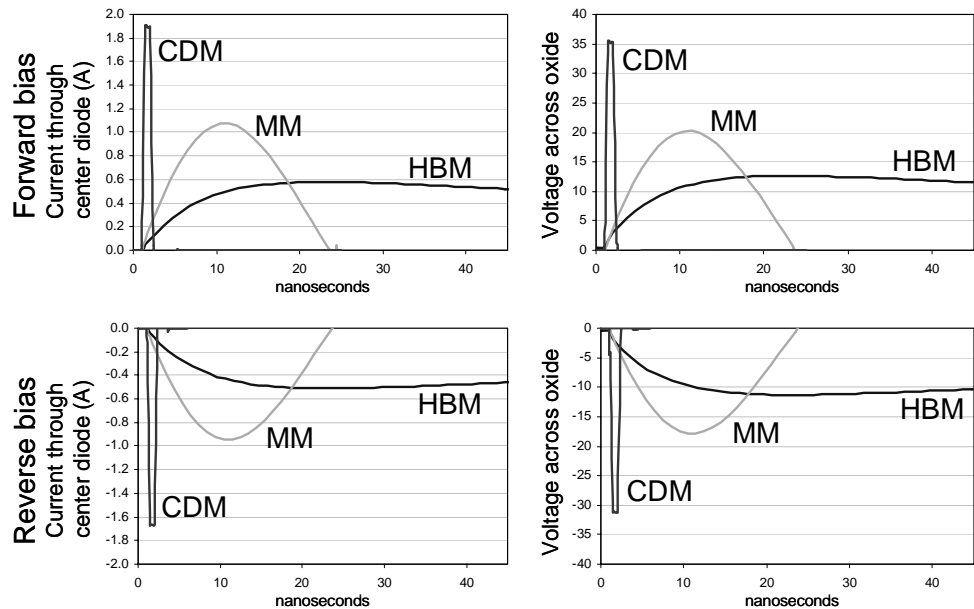 Forward bias
Current through
center diode (A)
2.0
1.8
1.6
1.4
1.2
1.0
0.8
0.6
0.4
0.2
0.0
CDM
MM
HBM
0
10
20
30
40
nanoseconds
Voltage across oxide
40
35
30
25
20
15
10
5
0
CDM
MM
HBM
0
10
20
30
40
nanoseconds
Reverse bias
Current through
center diode (A)
0.0
-0.2
-0.4
-0.6
-0.8
-1.0
-1.2
-1.4
-1.6
-1.8
-2.0
HBM
MM
CDM
0
10
20
30
40
nanoseconds
Voltage across oxide
0
-5
-10
-15
-20
-25
-30
-35
-40
HBM
MM
CDM
0
10
20
30
40
nanoseconds